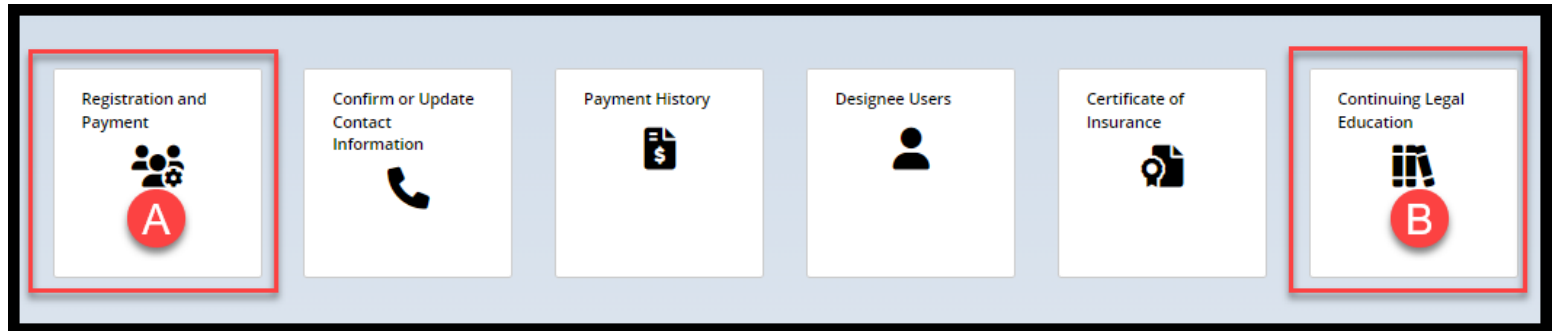 Registration and
Payment
A
Confirm or Update
Contact
Information
Payment History
$
Designee Users
Certificate of
Insurance
Continuing Legal
Education
B